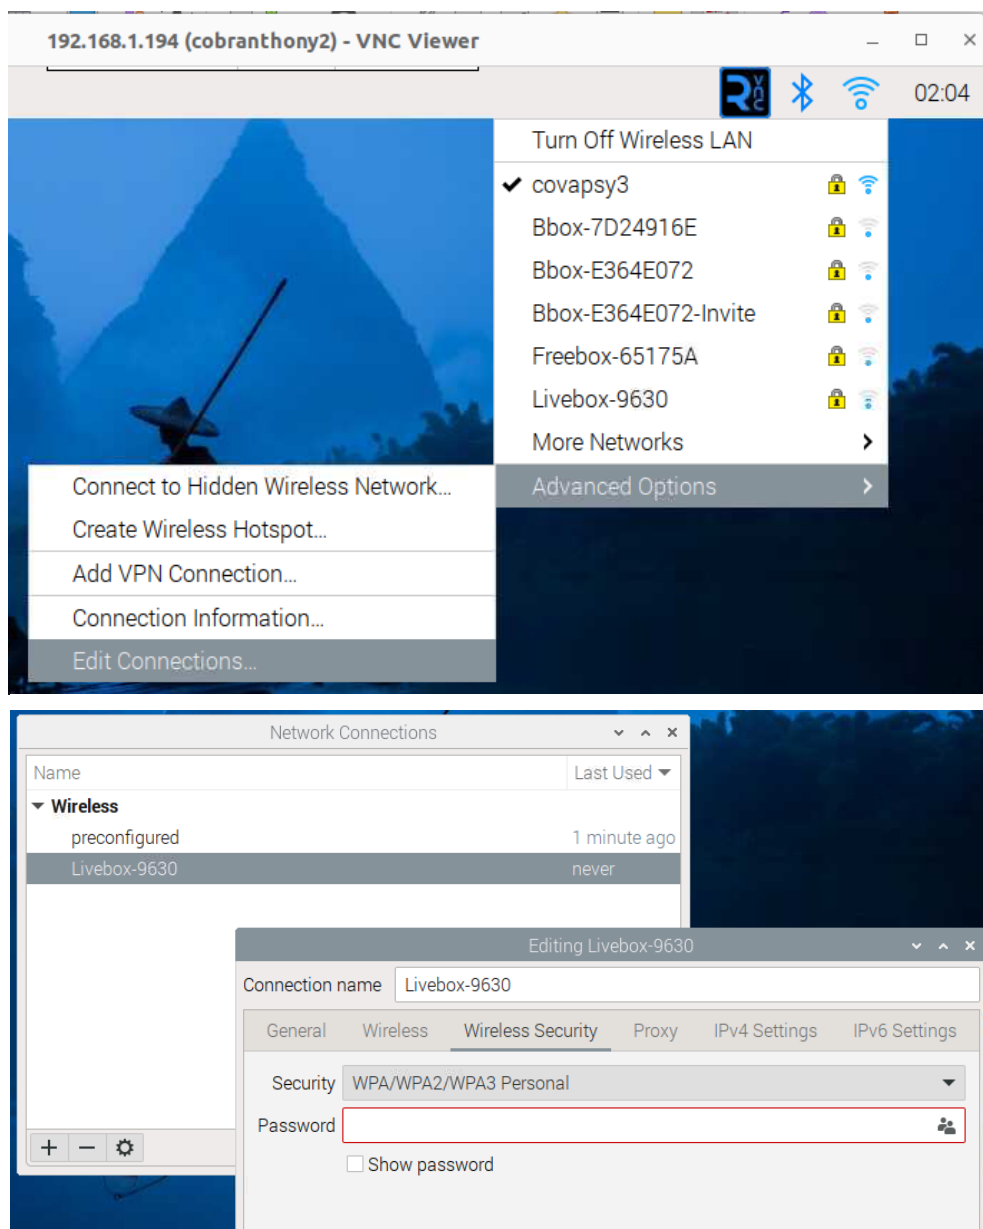 192.168.1.194 (cobranthony2) - VNC Viewer
VNC
02:04
Turn Off Wireless LAN
covapsy3
Bbox-7D24916E
Bbox-E364E072
Bbox-E364E072-Invite
Freebox-65175A
Livebox-9630
More Networks
Advanced Options
Connect to Hidden Wireless Network...
Create Wireless Hotspot...
Add VPN Connection...
Connection Information...
Edit Connections...
Network Connections
Name Last Used
Wireless
preconfigured 1 minute ago
Livebox-9630 never
Editing Livebox-9630
Connection name Livebox-9630
General Wireless Wireless Security Proxy IPv4 Settings IPv6 Settings
Security WPA/WPA2/WPA3 Personal
Password
Show password